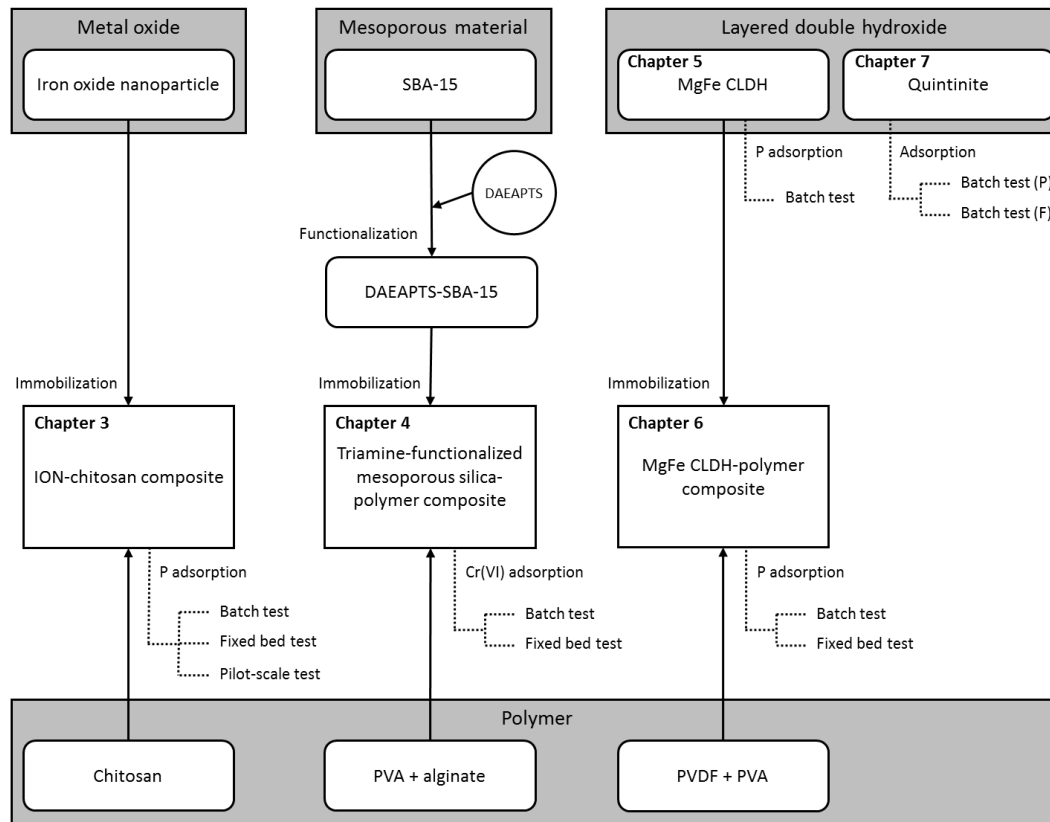 Metal oxide
Iron oxide nanoparticle
Mesoporous material
SBA-15
Layered double hydroxide
Chapter 5
MgFe CLDH
Chapter 7
Quintinite
P adsorption
Batch test
Adsorption
Batch test (P)
Batch test (F)
DAEAPTS
Functionalization
DAEAPTS-SBA-15
Immobilization
Immobilization
Immobilization
Chapter 3
ION-chitosan composite
Chapter 4
Triamine-functionalized
mesoporous silica-
polymer composite
Chapter 6
MgFe CLDH-polymer
composite
P adsorption
Batch test
Fixed bed test
Pilot-scale test
Cr(VI) adsorption
Batch test
Fixed bed test
P adsorption
Batch test
Fixed bed test
Polymer
Chitosan
PVA + alginate
PVDF + PVA